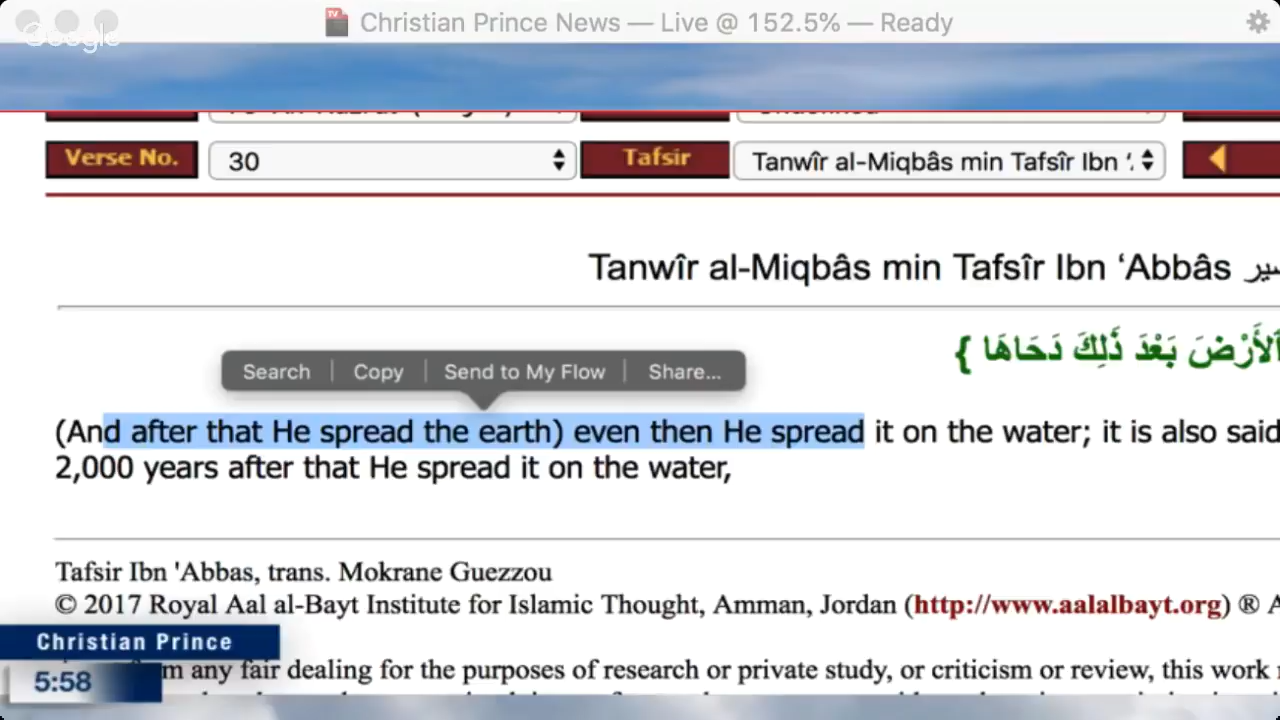 Google
Christian Prince News — Live @ 152.5% — Ready
Verse No. 30 Tafsir Tanwîr al-Miqbâs min Tafsîr Ibn ‘.
Tanwîr al-Miqbâs min Tafsîr Ibn ‘Abbâs
ٱلأَرْضَ بَعْدَ ذَلِكَ دَحَاهَا }
Search Copy Send to My Flow Share...
(And after that He spread the earth) even then He spread it on the water; it is also said
2,000 years after that He spread it on the water,
Tafsir Ibn 'Abbas, trans. Mokrane Guezzou
© 2017 Royal Aal al-Bayt Institute for Islamic Thought, Amman, Jordan (http://www.aalalbayt.org) ®
Christian Prince
any fair dealing for the purposes of research or private study, or criticism or review, this work
5:58